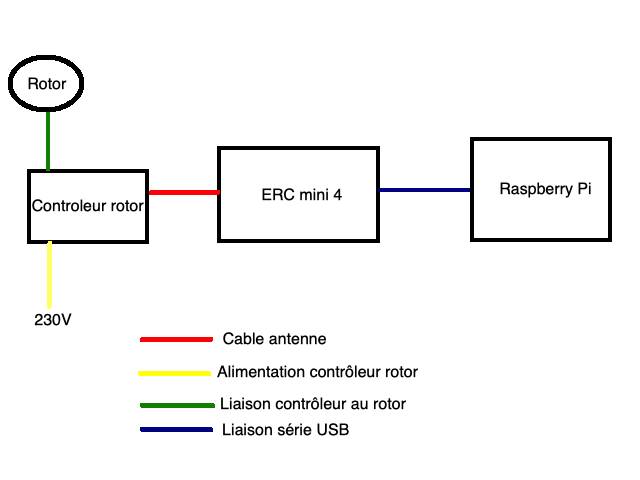 Rotor
Controleur rotor
ERC mini 4
Raspberry Pi
230V
Cable antenne
Alimentation contrôleur rotor
Liaison contrôleur au rotor
Liaison série USB